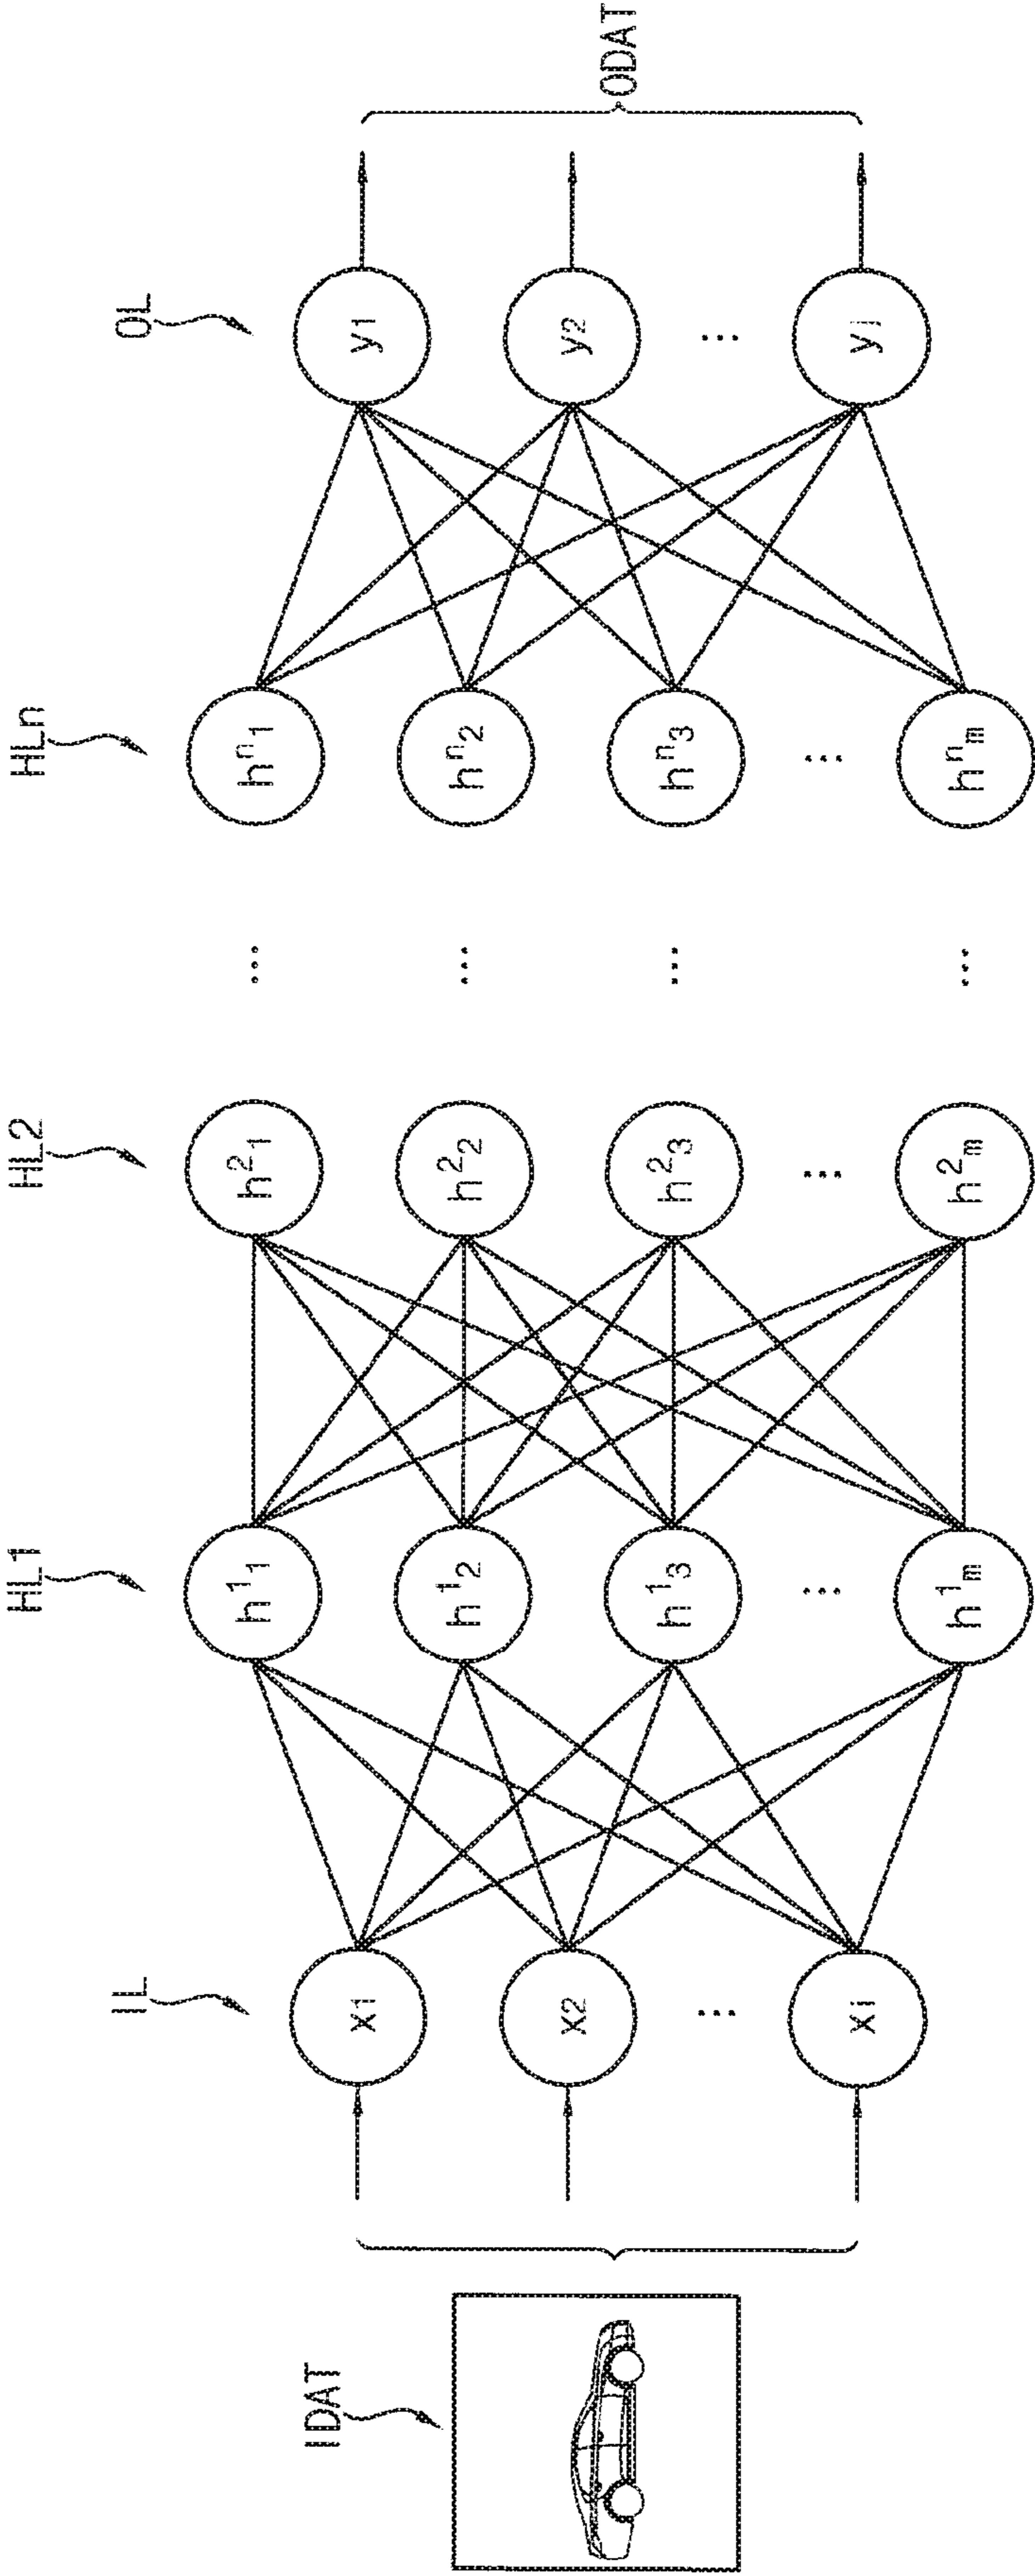 IDAT
IL
HL1
HL2
HLn
OL
ODAT
x1
x2
...
xi
h¹1
h¹2
h¹3
...
h¹m
h²1
h²2
h²3
...
h²m
...
...
...
...
hⁿ1
hⁿ2
hⁿ3
...
hⁿm
y1
y2
...
yj